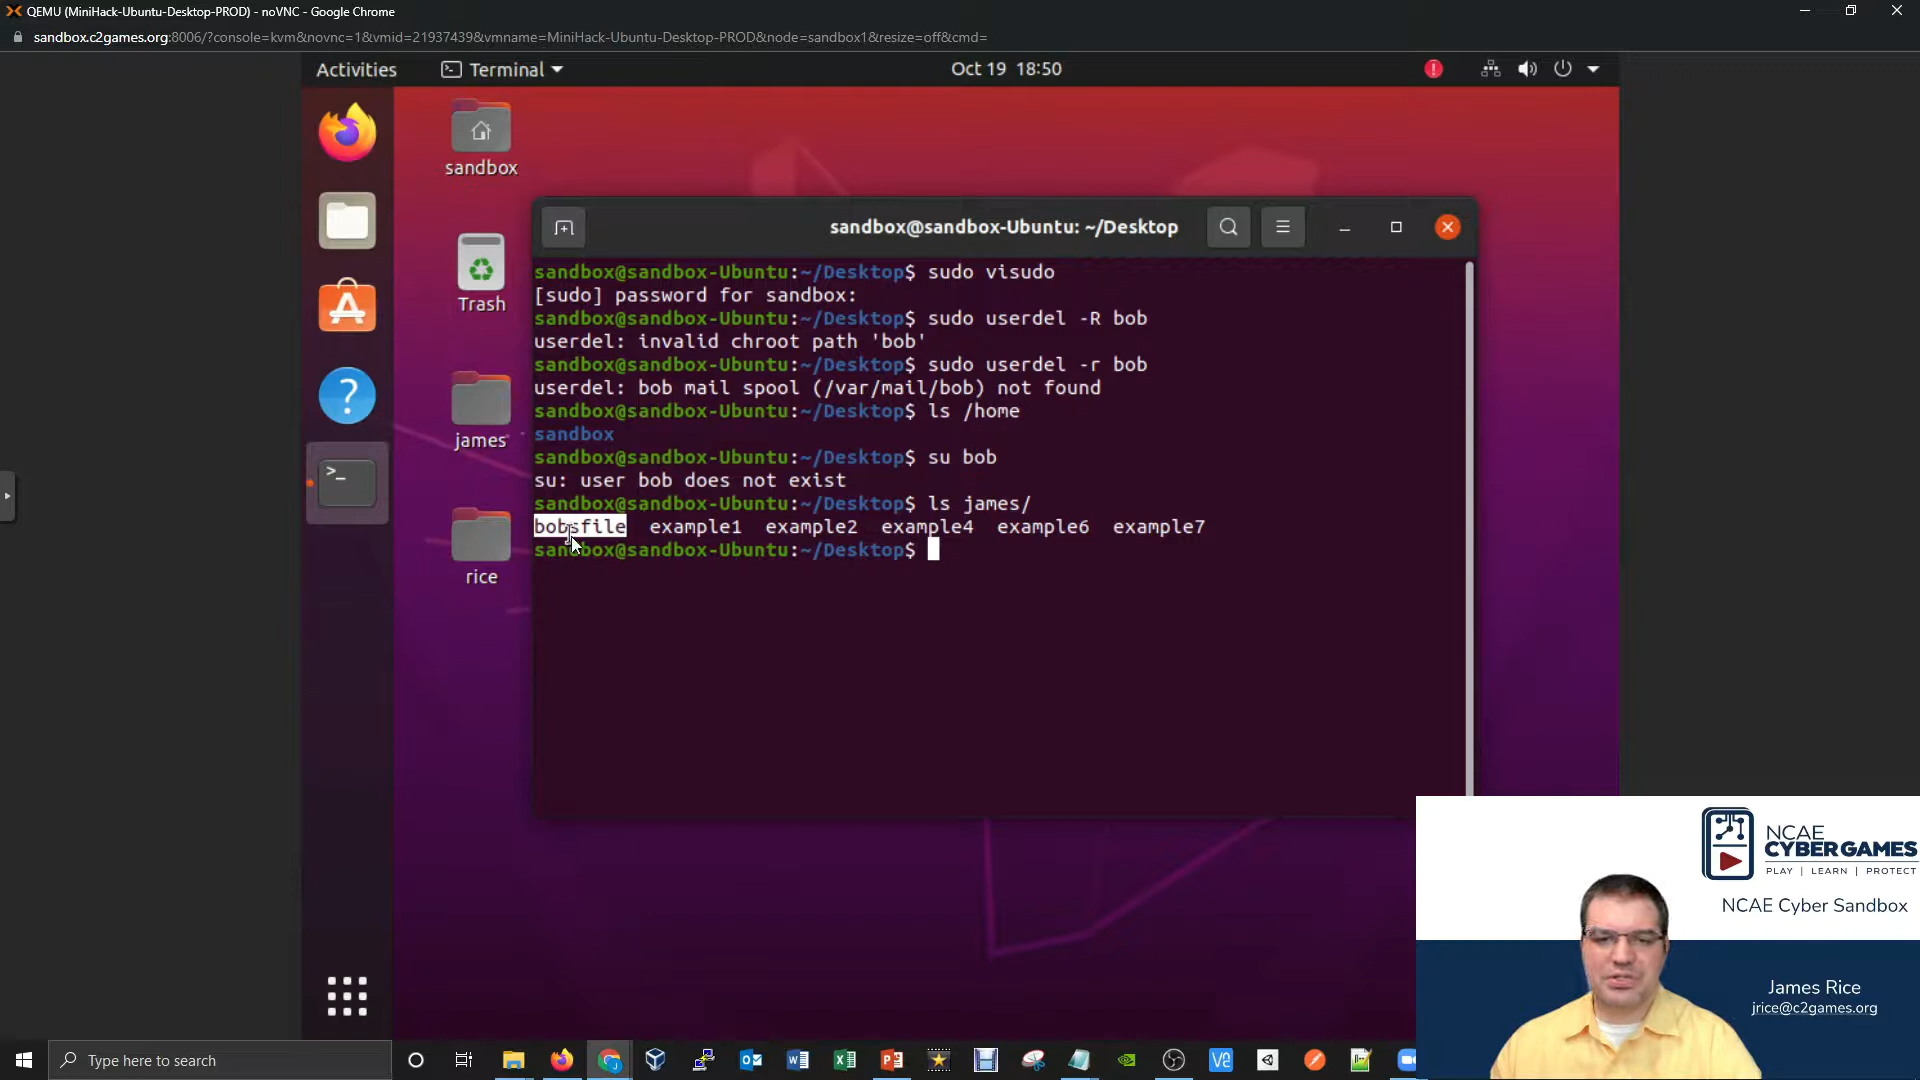 QEMU (MiniHack-Ubuntu-Desktop-PROD) - noVNC - Google Chrome
sandbox.c2games.org:8006/?console=kvm&novnc=1&vmid=21937439&vmname=MiniHack-Ubuntu-Desktop-PROD&node=sandbox1&resize=off&cmd=
Activities
Terminal
Oct 19 18:50
sandbox
Trash
james
rice
sandbox@sandbox-Ubuntu: ~/Desktop
sandbox@sandbox-Ubuntu:~/Desktop$ sudo visudo
[sudo] password for sandbox:
sandbox@sandbox-Ubuntu:~/Desktop$ sudo userdel -R bob
userdel: invalid chroot path 'bob'
sandbox@sandbox-Ubuntu:~/Desktop$ sudo userdel -r bob
userdel: bob mail spool (/var/mail/bob) not found
sandbox@sandbox-Ubuntu:~/Desktop$ ls /home
sandbox
sandbox@sandbox-Ubuntu:~/Desktop$ su bob
su: user bob does not exist
sandbox@sandbox-Ubuntu:~/Desktop$ ls james/
bobsfile example1 example2 example4 example6 example7
sandbox@sandbox-Ubuntu:~/Desktop$
NCAE
CYBERGAMES
PLAY | LEARN | PROTECT
NCAE Cyber Sandbox
James Rice
jrice@c2games.org
Type here to search